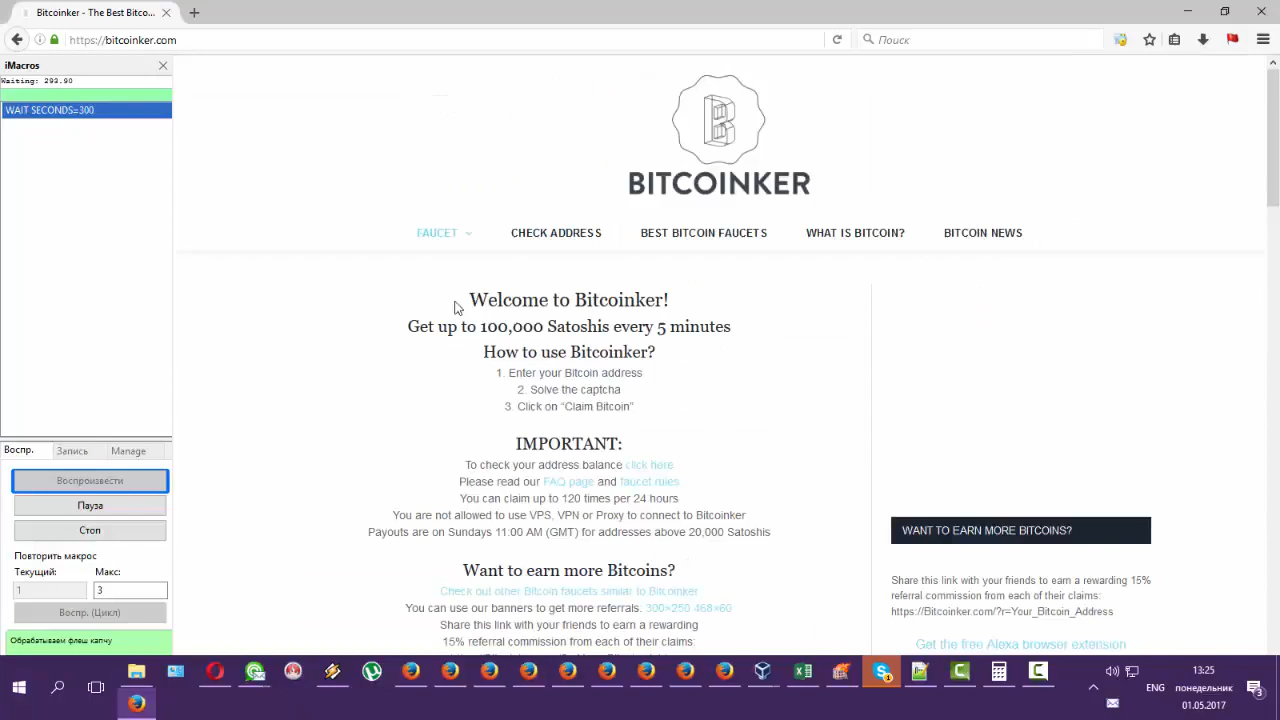 Bitcoinker - The Best Bitcoi...
https://bitcoinker.com
Поиск
iMacros
Waiting: 293.90
WAIT SECONDS=300
Воспр.
Запись
Manage
Воспроизвести
Пауза
Стоп
Повторить макрос
Текущий:
Макс:
1
3
Воспр. (Цикл)
Обрабатываем флеш капчу
BITCOINKER
FAUCET
CHECK ADDRESS
BEST BITCOIN FAUCETS
WHAT IS BITCOIN?
BITCOIN NEWS
Welcome to Bitcoinker!
Get up to 100,000 Satoshis every 5 minutes
How to use Bitcoinker?
1. Enter your Bitcoin address
2. Solve the captcha
3. Click on “Claim Bitcoin”
IMPORTANT:
To check your address balance click here
Please read our FAQ page and faucet rules
You can claim up to 120 times per 24 hours
You are not allowed to use VPS, VPN or Proxy to connect to Bitcoinker
Payouts are on Sundays 11:00 AM (GMT) for addresses above 20,000 Satoshis
Want to earn more Bitcoins?
Check out other Bitcoin faucets similar to Bitcoinker
You can use our banners to get more referrals: 300×250 468×60
Share this link with your friends to earn a rewarding
15% referral commission from each of their claims:
WANT TO EARN MORE BITCOINS?
Share this link with your friends to earn a rewarding 15%
referral commission from each of their claims:
https://Bitcoinker.com/?r=Your_Bitcoin_Address
Get the free Alexa browser extension
ENG
13:25
понедельник
01.05.2017
3